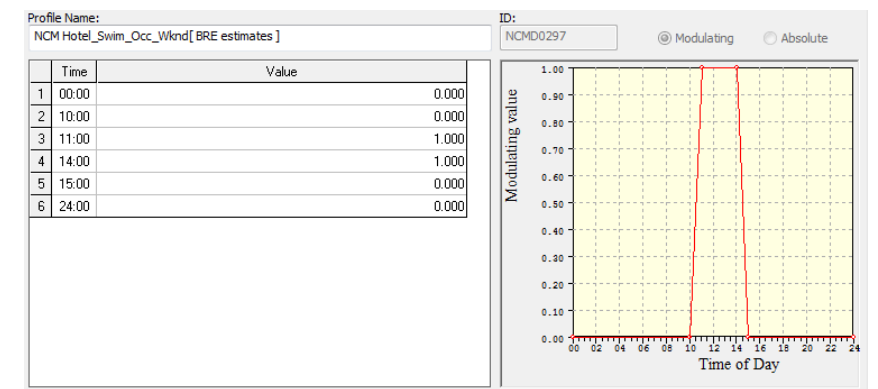 Profile Name:
NCM Hotel_Swim_Occ_Wknd[ BRE estimates ]
ID:
NCMD0297
Modulating
Absolute
Time Value
1 00:00 0.000
2 10:00 0.000
3 11:00 1.000
4 14:00 1.000
5 15:00 0.000
6 24:00 0.000
Modulating value
1.00
0.90
0.80
0.70
0.60
0.50
0.40
0.30
0.20
0.10
0.00
00 02 04 06 08 10 12 14 16 18 20 22 24
Time of Day